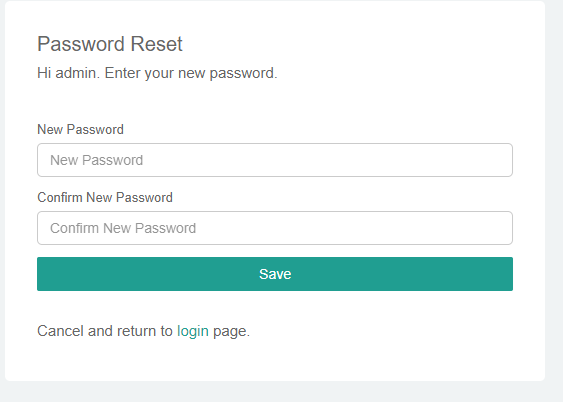 Password Reset
Hi admin. Enter your new password.
New Password
New Password
Confirm New Password
Confirm New Password
Save
Cancel and return to login page.